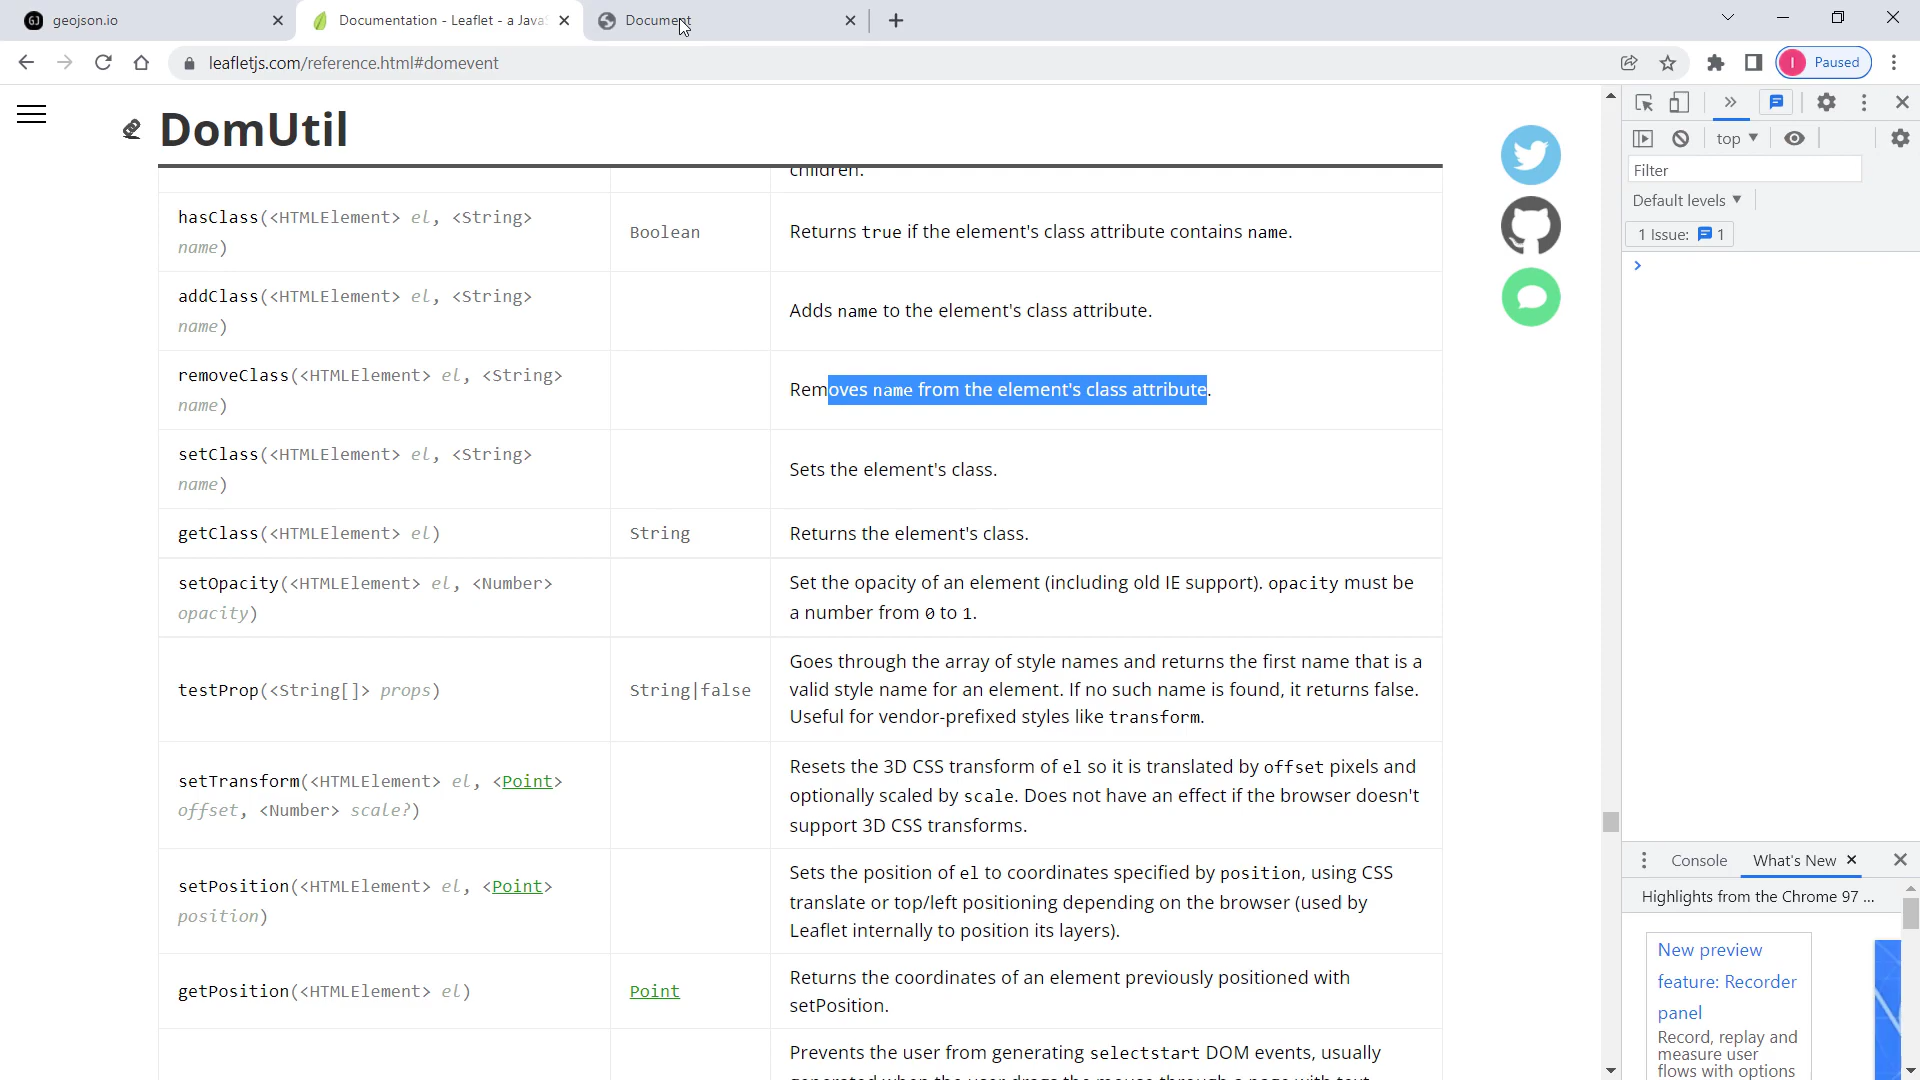 geojson.io
Documentation - Leaflet - a Java
Document
leafletjs.com/reference.html#domevent
Paused
DomUtil
children.
hasClass(<HTMLElement> el, <String>
name)
Boolean
Returns true if the element's class attribute contains name.
addClass(<HTMLElement> el, <String>
name)
Adds name to the element's class attribute.
removeClass(<HTMLElement> el, <String>
name)
Removes name from the element's class attribute.
setClass(<HTMLElement> el, <String>
name)
Sets the element's class.
getClass(<HTMLElement> el)
String
Returns the element's class.
setOpacity(<HTMLElement> el, <Number>
opacity)
Set the opacity of an element (including old IE support). opacity must be
a number from 0 to 1.
testProp(<String[]> props)
String|false
Goes through the array of style names and returns the first name that is a
valid style name for an element. If no such name is found, it returns false.
Useful for vendor-prefixed styles like transform.
setTransform(<HTMLElement> el, <Point>
offset, <Number> scale?)
Resets the 3D CSS transform of el so it is translated by offset pixels and
optionally scaled by scale. Does not have an effect if the browser doesn't
support 3D CSS transforms.
setPosition(<HTMLElement> el, <Point>
position)
Sets the position of el to coordinates specified by position, using CSS
translate or top/left positioning depending on the browser (used by
Leaflet internally to position its layers).
getPosition(<HTMLElement> el)
Point
Returns the coordinates of an element previously positioned with
setPosition.
Prevents the user from generating selectstart DOM events, usually
generated when the user drags the mouse through a page with text
top
Filter
Default levels
1 Issue: 1
Console
What's New
Highlights from the Chrome 97 ...
New preview
feature: Recorder
panel
Record, replay and
measure user
flows with options